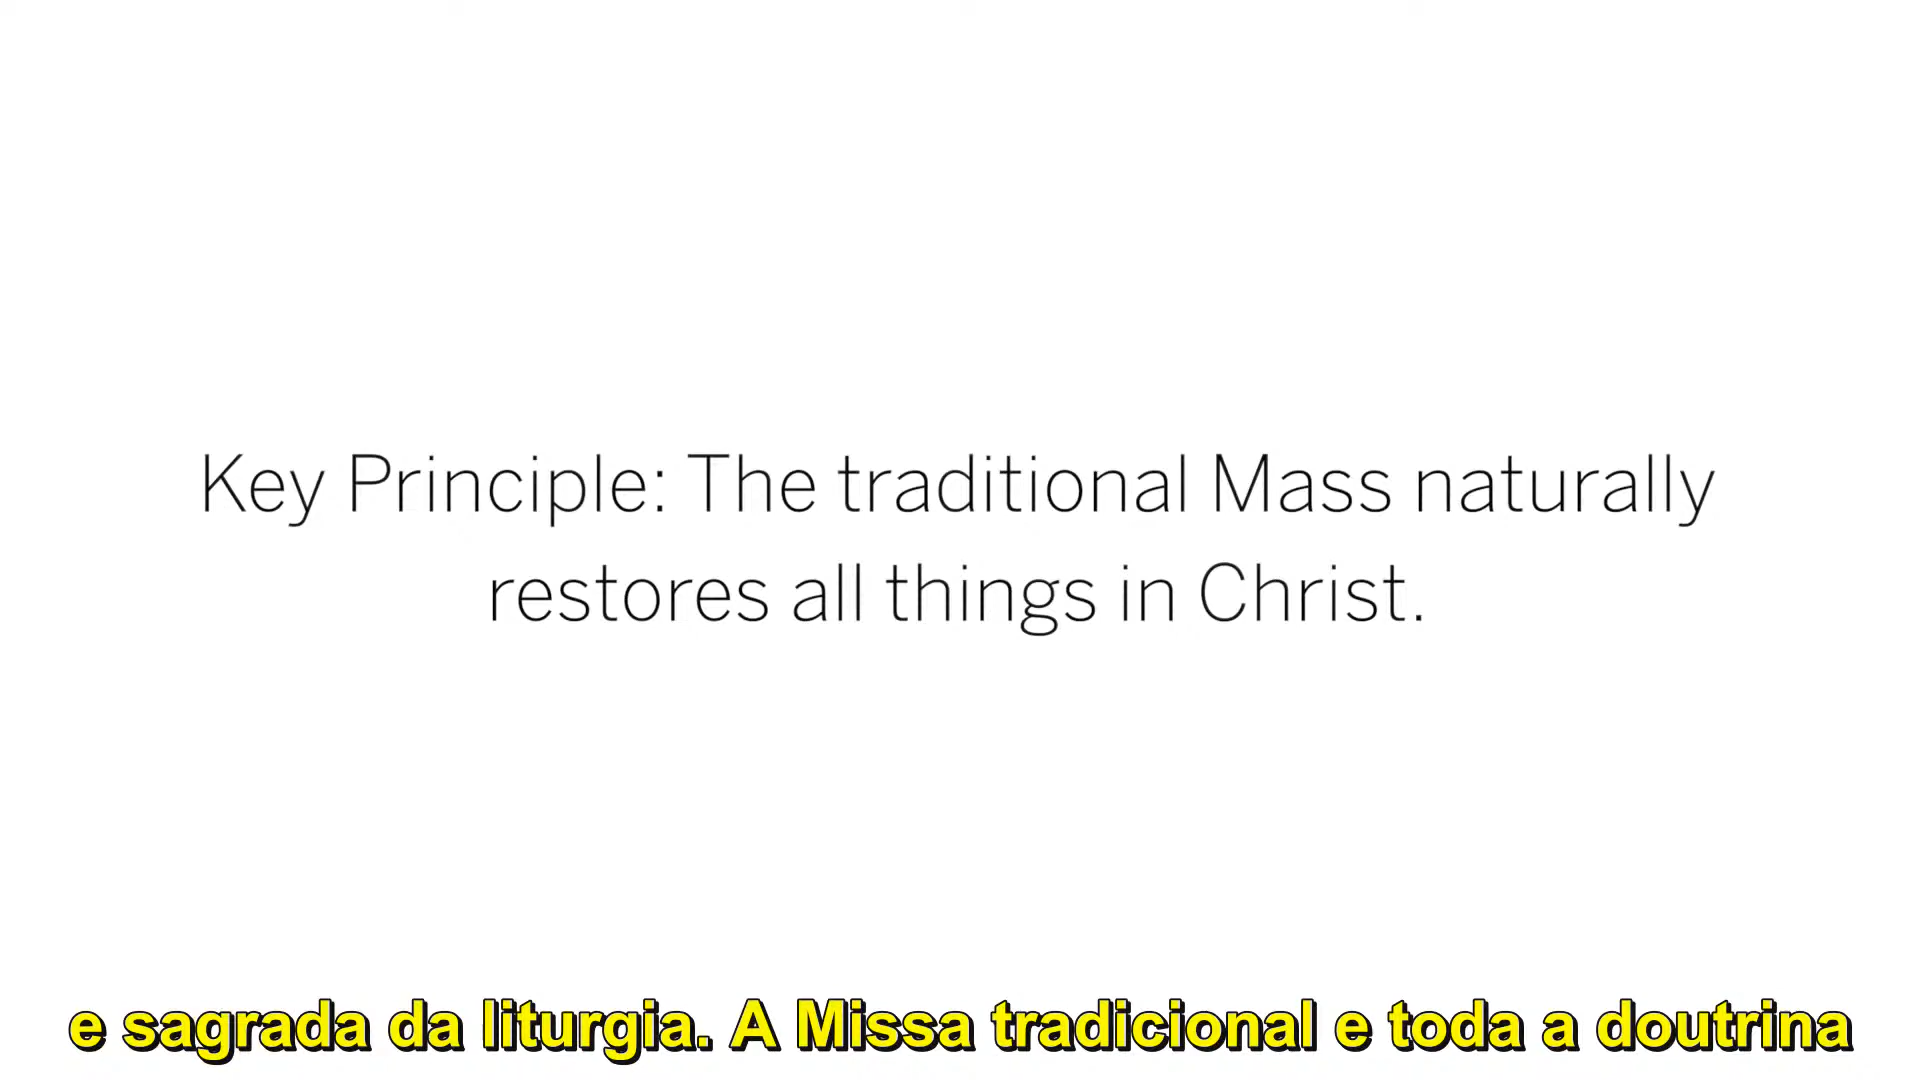 Key Principle: The traditional Mass naturally
restores all things in Christ.
e sagrada da liturgia. A Missa tradicional e toda a doutrina